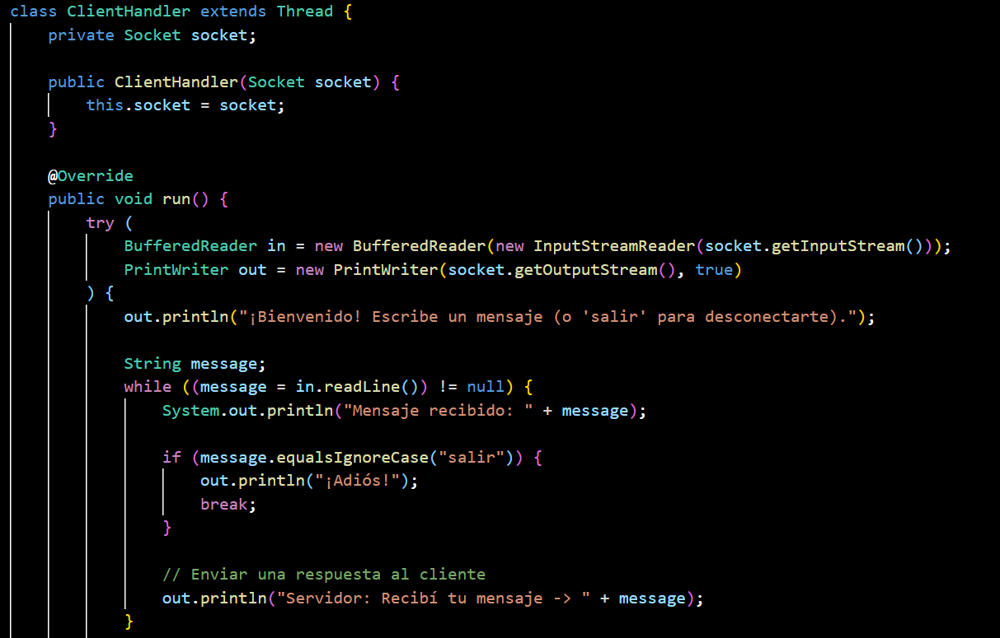 class ClientHandler extends Thread {
    private Socket socket;

    public ClientHandler(Socket socket) {
        this.socket = socket;
    }

    @Override
    public void run() {
        try (
            BufferedReader in = new BufferedReader(new InputStreamReader(socket.getInputStream()));
            PrintWriter out = new PrintWriter(socket.getOutputStream(), true)
        ) {
            out.println("¡Bienvenido! Escribe un mensaje (o 'salir' para desconectarte).");

            String message;
            while ((message = in.readLine()) != null) {
                System.out.println("Mensaje recibido: " + message);

                if (message.equalsIgnoreCase("salir")) {
                    out.println("¡Adiós!");
                    break;
                }

                // Enviar una respuesta al cliente
                out.println("Servidor: Recibí tu mensaje -> " + message);
            }